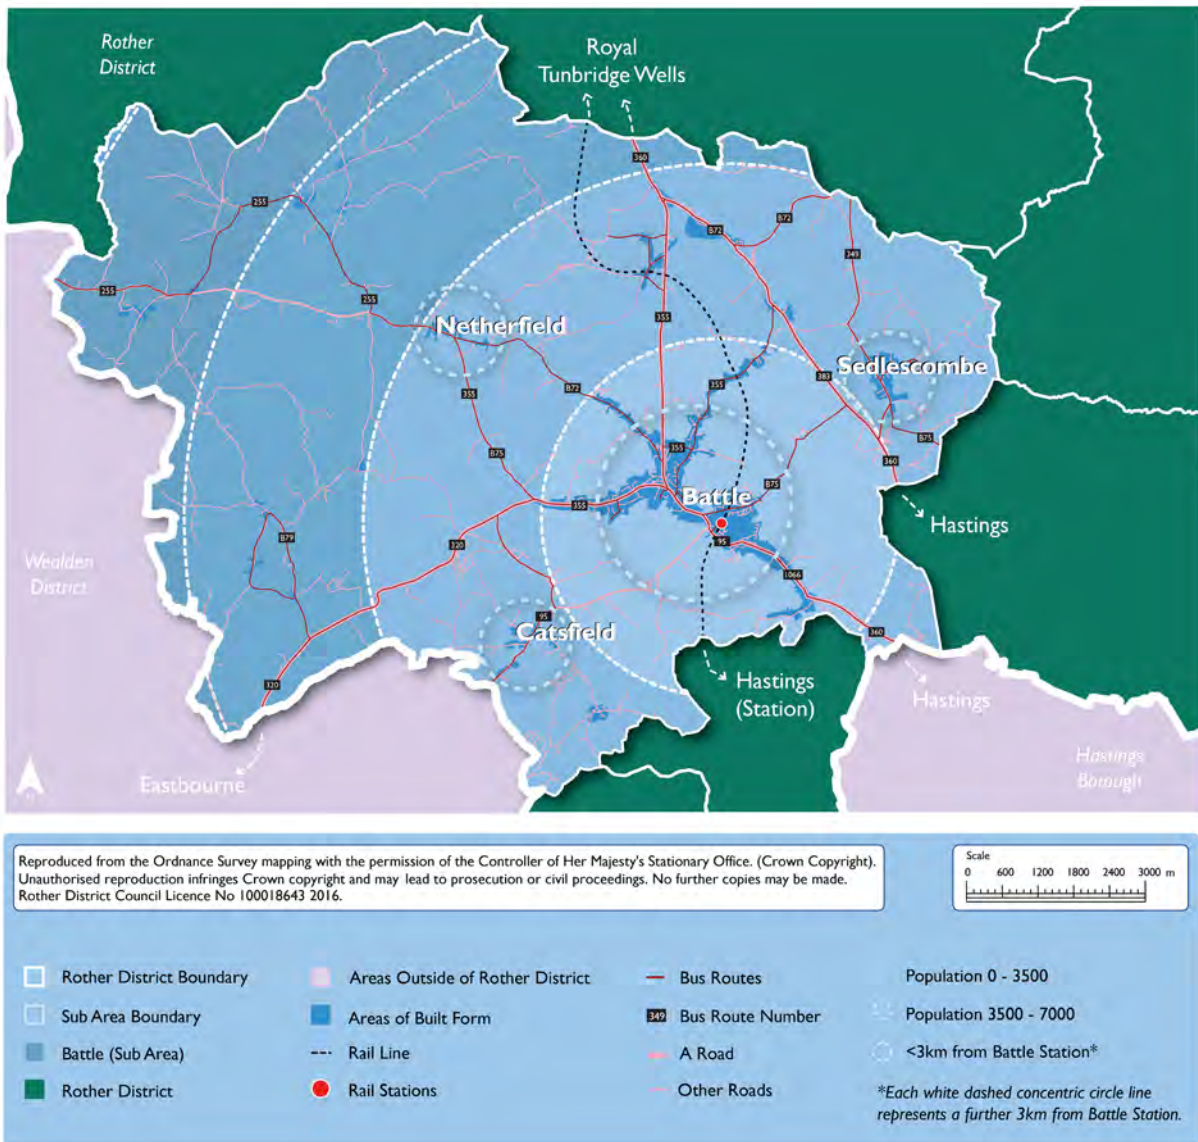 Rother
District
Royal
Tunbridge Wells
360
255
B72
B72
349
255
255
Netherfield
355
Sedlescombe
383
355
B72
355
B75
355
B75
360
Battle
B75
355
Hastings
95
B79
320
1066
Wealden
District
95
Catsfield
360
320
Hastings
(Station)
Hastings
Eastbourne
Hastings
Borough
Reproduced from the Ordnance Survey mapping with the permission of the Controller of Her Majesty's Stationary Office. (Crown Copyright).
Unauthorised reproduction infringes Crown copyright and may lead to prosecution or civil proceedings. No further copies may be made.
Rother District Council Licence No 100018643 2016.
Scale
0 600 1200 1800 2400 3000 m
Rother District Boundary
Sub Area Boundary
Battle (Sub Area)
Rother District
Areas Outside of Rother District
Areas of Built Form
Rail Line
Rail Stations
Bus Routes
349 Bus Route Number
A Road
Other Roads
Population 0 - 3500
Population 3500 - 7000
<3km from Battle Station*
*Each white dashed concentric circle line
represents a further 3km from Battle Station.